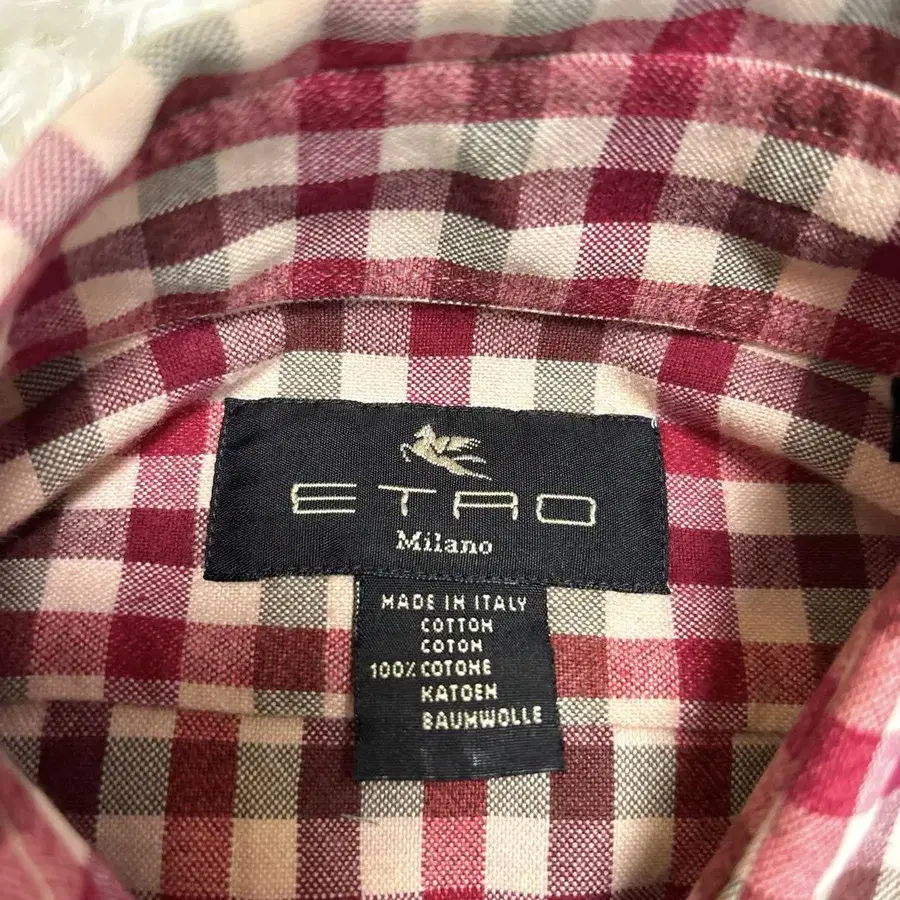 ETRO
Milano
MADE IN ITALY
COTTON
COTON
100% COTONE
KATOEN
BAUMWOLLE